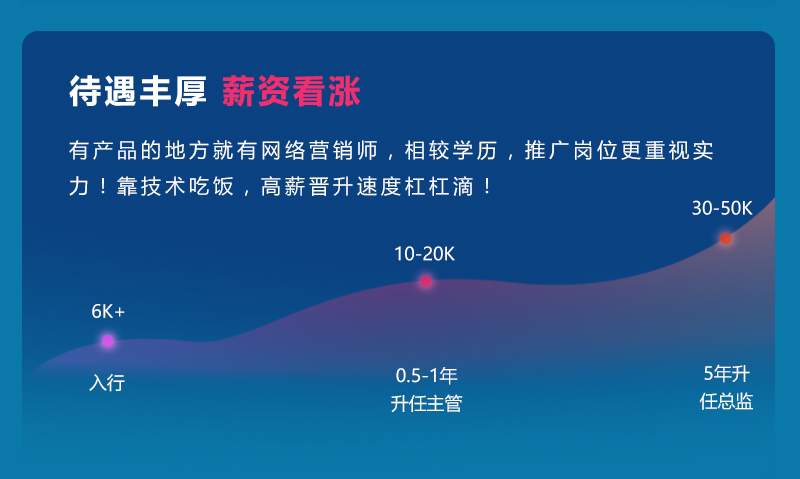 待遇丰厚 薪资看涨
有产品的地方就有网络营销师，相较学历，推广岗位更重视实
力！靠技术吃饭，高薪晋升速度杠杠滴！
30-50K
10-20K
6K+
入行
0.5-1年
升任主管
5年升
任总监